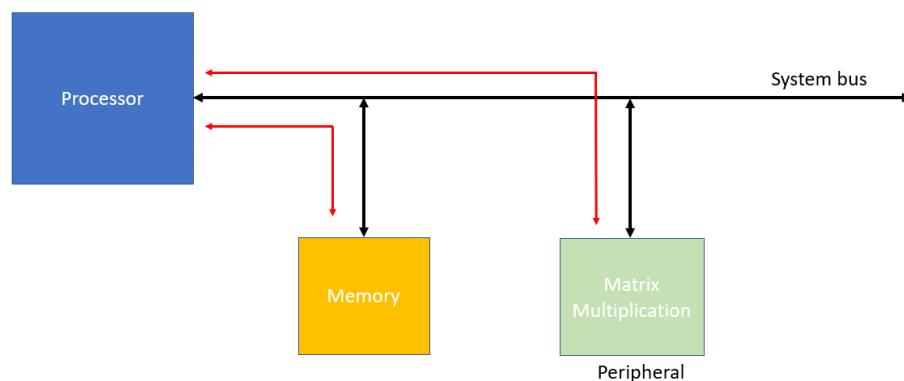 System bus
Processor
Memory
Matrix
Multiplication
Peripheral